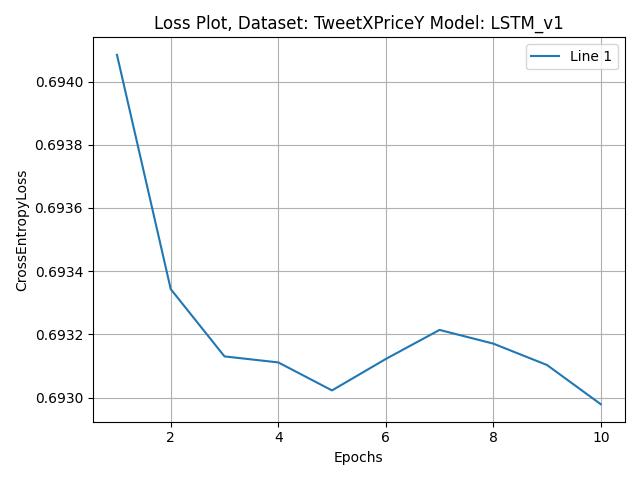 Loss Plot, Dataset: TweetXPriceY Model: LSTM_v1
Line 1
0.6940
0.6938
0.6936
0.6934
0.6932
0.6930
CrossEntropyLoss
2 4 6 8 10
Epochs